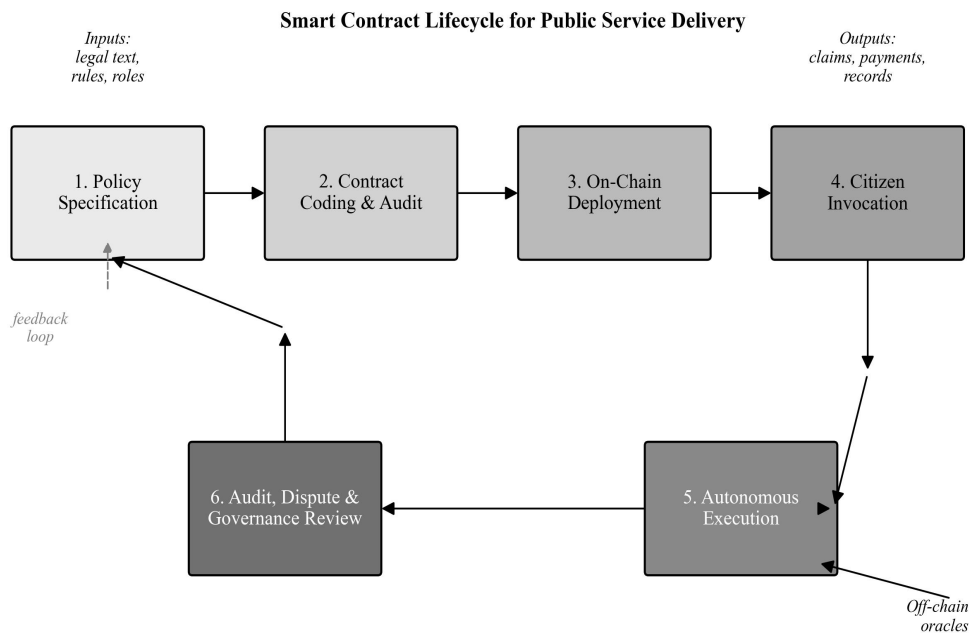 Smart Contract Lifecycle for Public Service Delivery
Inputs:
legal text,
rules, roles
Outputs:
claims, payments,
records
1. Policy
Specification
2. Contract
Coding & Audit
3. On-Chain
Deployment
4. Citizen
Invocation
feedback
loop
6. Audit, Dispute &
Governance Review
5. Autonomous
Execution
Off-chain
oracles